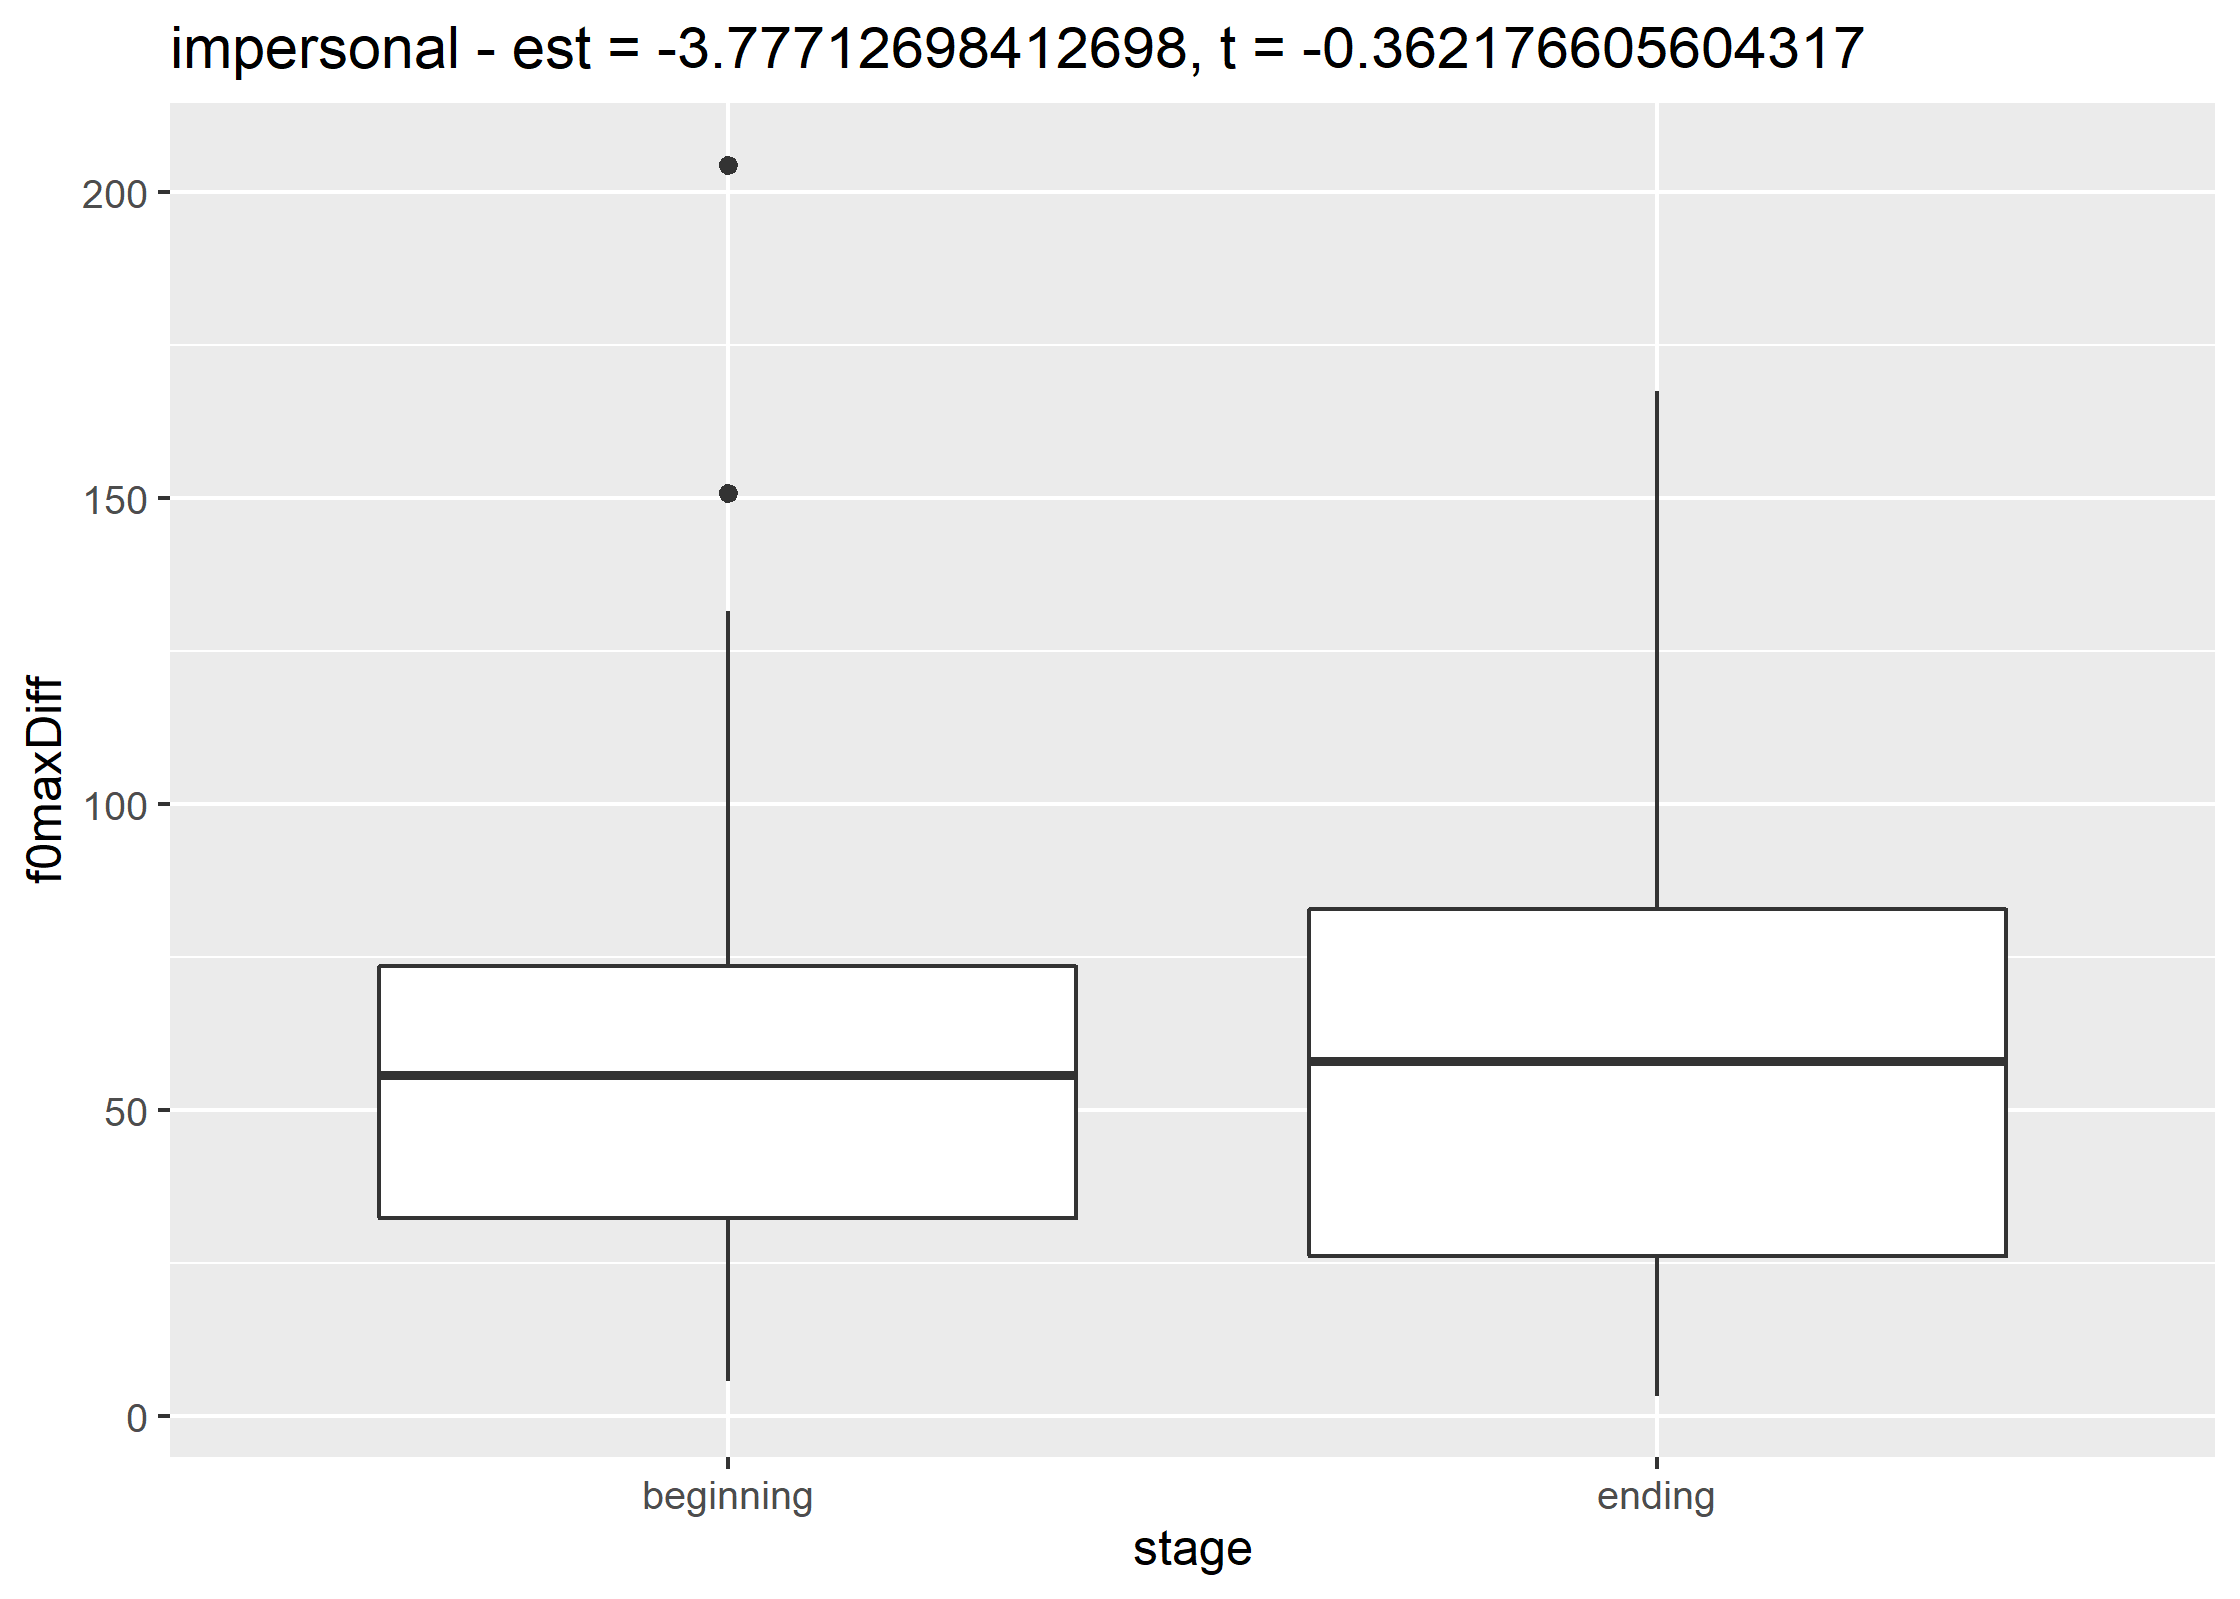 impersonal - est = -3.77712698412698, t = -0.362176605604317
200
150
100
50
0
f0maxDiff
beginning
ending
stage